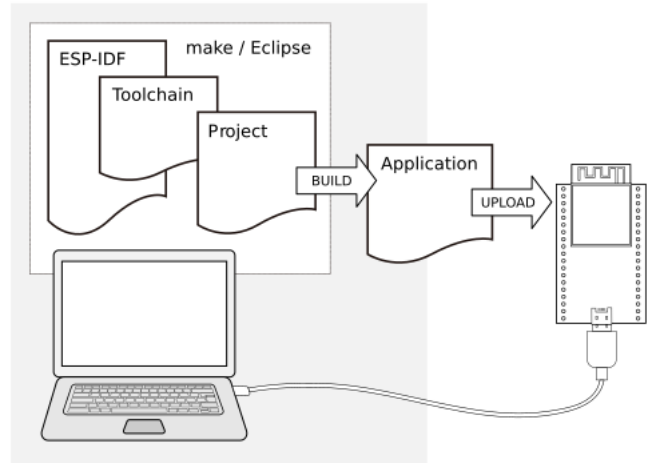 make / Eclipse
ESP-IDF
Toolchain
Project
BUILD
Application
UPLOAD